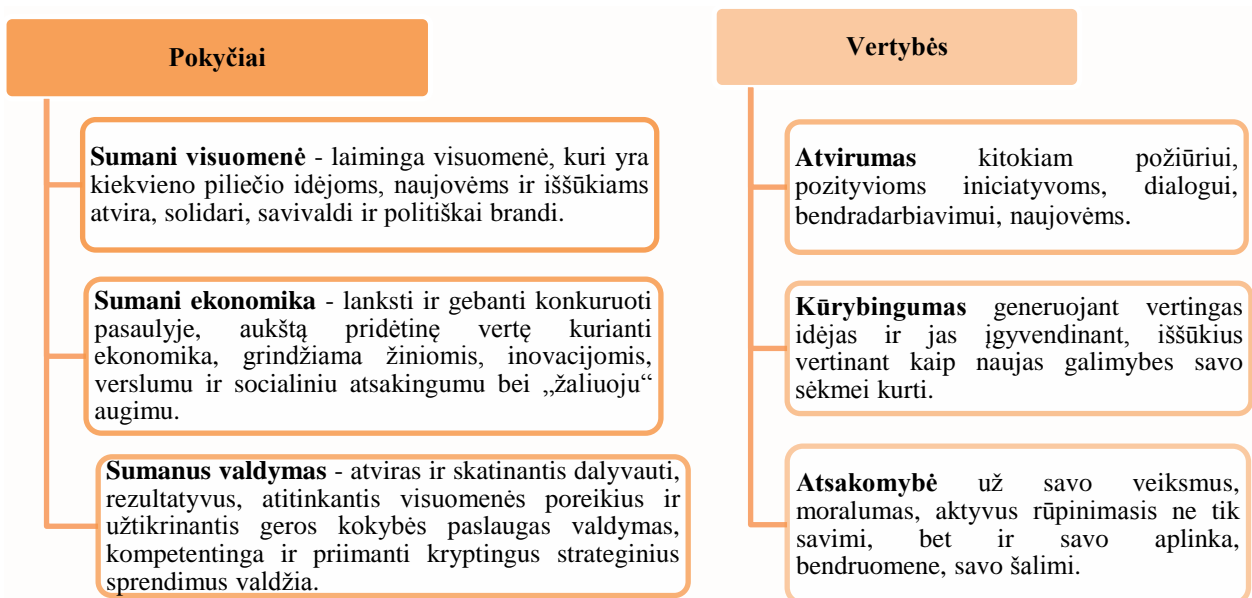 Pokyčiai
Sumani visuomenė - laiminga visuomenė, kuri yra
kiekvieno piliečio idėjoms, naujovėms ir iššūkiams
atvira, solidari, savivaldi ir politiškai brandi.
Sumani ekonomika - lanksti ir gebanti konkuruoti
pasaulyje, aukštą pridėtinę vertę kurianti
ekonomika, grindžiama žiniomis, inovacijomis,
verslumu ir socialiniu atsakingumu bei „žaliuoju“
augimu.
Sumanus valdymas - atviras ir skatinantis dalyvauti,
rezultatyvus, atitinkantis visuomenės poreikius ir
užtikrinantis geros kokybės paslaugas valdymas,
kompetentinga ir priimanti kryptingus strateginius
sprendimus valdžia.
Vertybės
Atvirumas kitokiam požiūriui,
pozityvioms iniciatyvoms, dialogui,
bendradarbiavimui, naujovėms.
Kūrybingumas generuojant vertingas
idėjas ir jas įgyvendinant, iššūkius
vertinant kaip naujas galimybes savo
sėkmei kurti.
Atsakomybė už savo veiksmus,
moralumas, aktyvus rūpinimasis ne tik
savimi, bet ir savo aplinka,
bendruomene, savo šalimi.